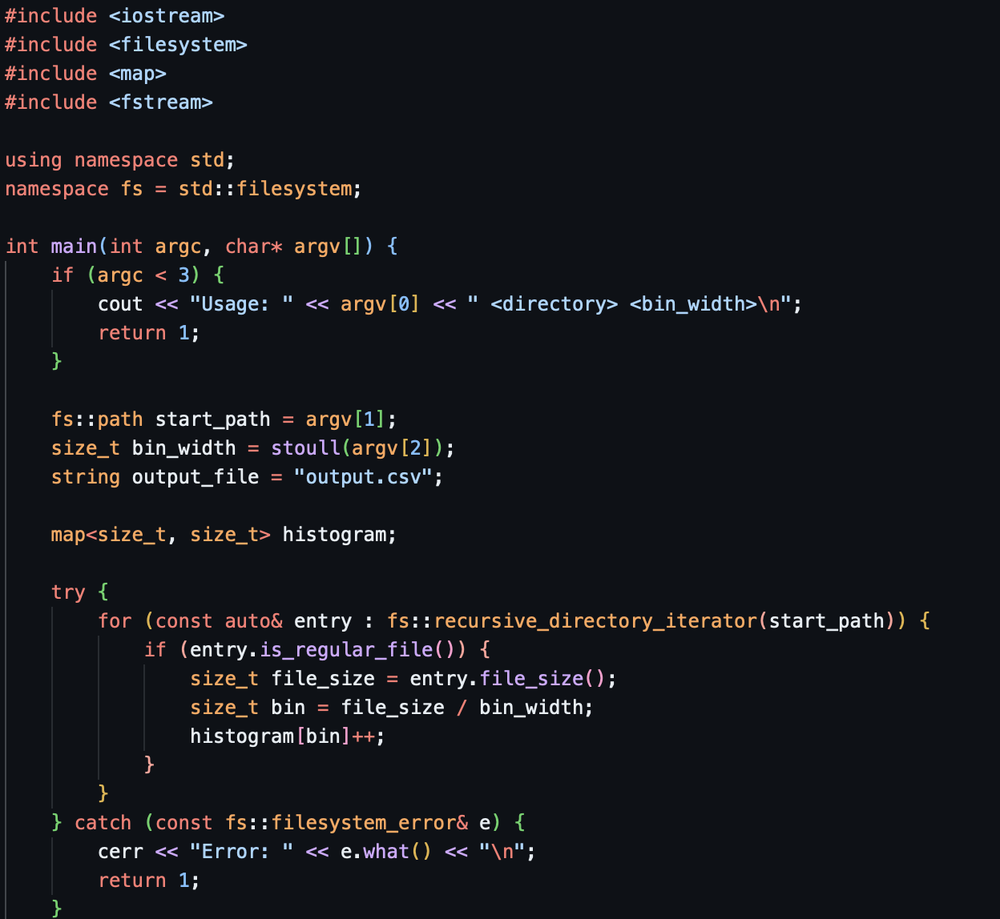 #include <iostream>
#include <filesystem>
#include <map>
#include <fstream>

using namespace std;
namespace fs = std::filesystem;

int main(int argc, char* argv[]) {
    if (argc < 3) {
        cout << "Usage: " << argv[0] << " <directory> <bin_width>\n";
        return 1;
    }

    fs::path start_path = argv[1];
    size_t bin_width = stoull(argv[2]);
    string output_file = "output.csv";

    map<size_t, size_t> histogram;

    try {
        for (const auto& entry : fs::recursive_directory_iterator(start_path)) {
            if (entry.is_regular_file()) {
                size_t file_size = entry.file_size();
                size_t bin = file_size / bin_width;
                histogram[bin]++;
            }
        }
    } catch (const fs::filesystem_error& e) {
        cerr << "Error: " << e.what() << "\n";
        return 1;
    }